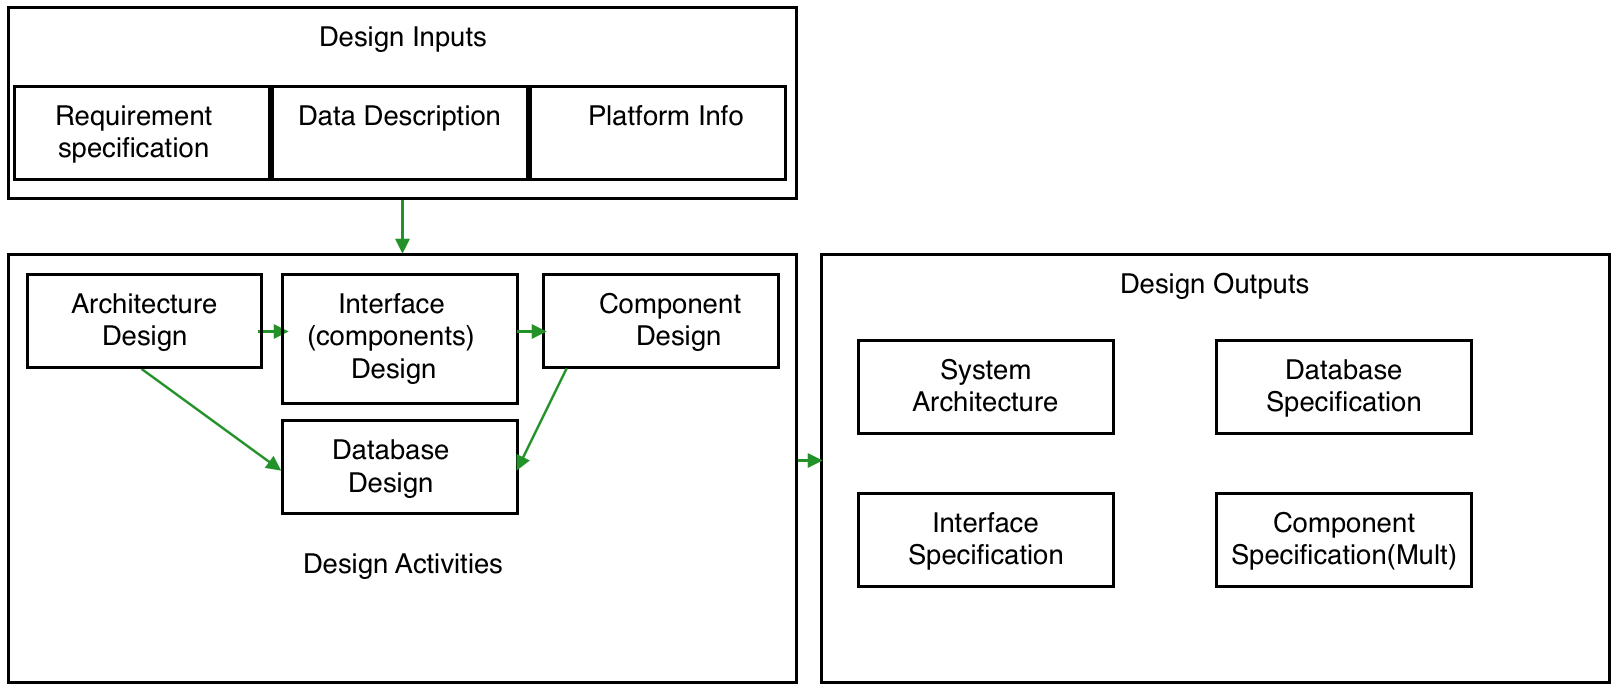 Design Inputs
Requirement
specification
Data Description
Platform Info
Architecture
Design
Interface
(components)
Design
Component
Design
Database
Design
Design Activities
Design Outputs
System
Architecture
Database
Specification
Interface
Specification
Component
Specification(Mult)